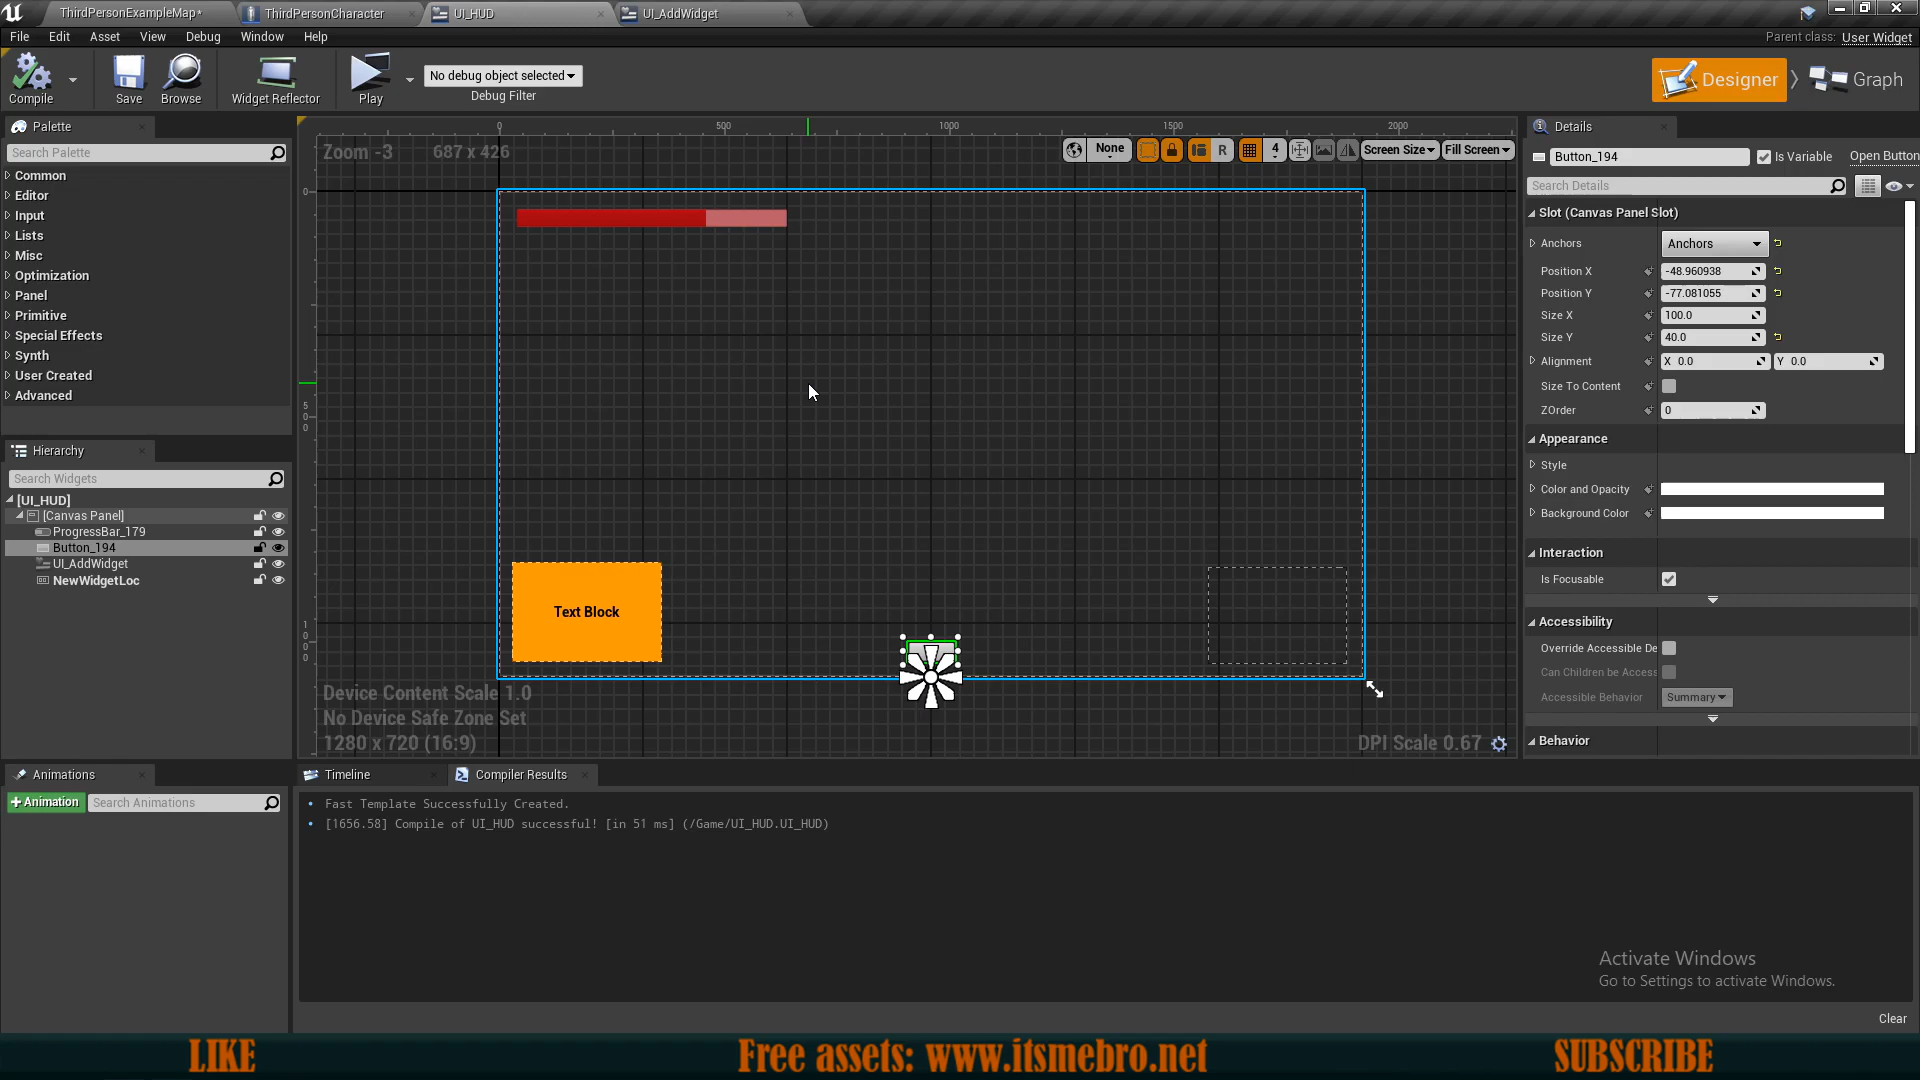 ThirdPersonExampleMap*
ThirdPersonCharacter
UI_HUD
UI_AddWidget
File Edit Asset View Debug Window Help
Parent class: User Widget
Compile
Save
Browse
Widget Reflector
Play
No debug object selected
Debug Filter
Designer
Graph
Palette
Search Palette
Common
Editor
Input
Lists
Misc
Optimization
Panel
Primitive
Special Effects
Synth
User Created
Advanced
Hierarchy
Search Widgets
[UI_HUD]
[Canvas Panel]
ProgressBar_179
Button_194
UI_AddWidget
NewWidgetLoc
Animations
+Animation
Search Animations
0 500 1000 1500 2000
Zoom -3 687 x 426
None
R
4
Screen Size
Fill Screen
0
500
1000
Text Block
Device Content Scale 1.0
No Device Safe Zone Set
1280 x 720 (16:9)
DPI Scale 0.67
Timeline
Compiler Results
Fast Template Successfully Created.
[1656.58] Compile of UI_HUD successful! [in 51 ms] (/Game/UI_HUD.UI_HUD)
Details
Button_194
Is Variable
Open Button
Search Details
Slot (Canvas Panel Slot)
Anchors Anchors
Position X -48.960938
Position Y -77.081055
Size X 100.0
Size Y 40.0
Alignment X 0.0 Y 0.0
Size To Content
ZOrder 0
Appearance
Style
Color and Opacity
Background Color
Interaction
Is Focusable
Accessibility
Override Accessible De
Can Children be Access
Accessible Behavior Summary
Behavior
Activate Windows
Go to Settings to activate Windows.
Clear
LIKE
Free assets: www.itsmebro.net
SUBSCRIBE